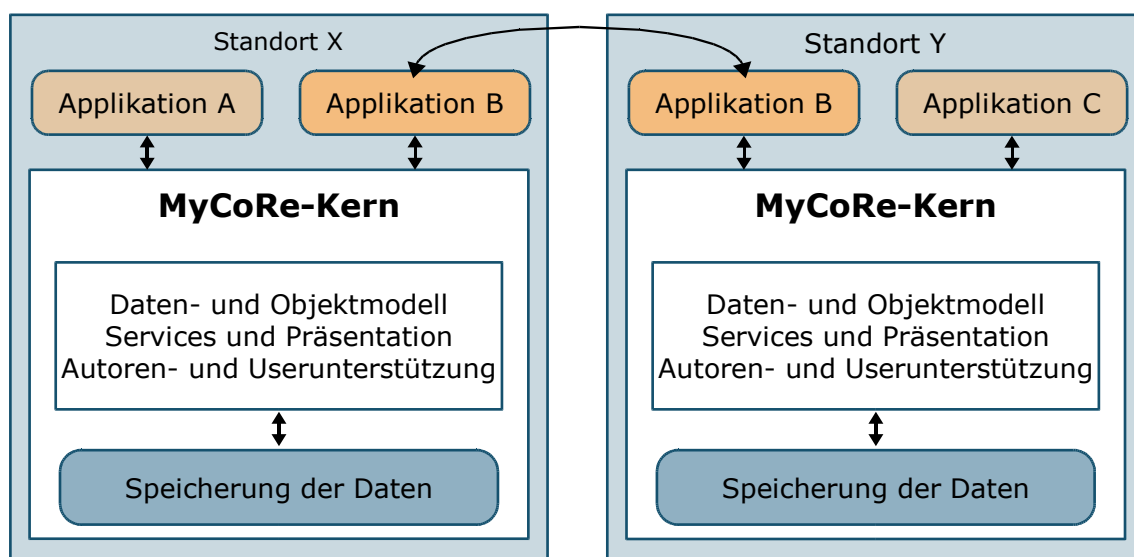 Standort X
Applikation A
Applikation B
MyCoRe-Kern
Daten- und Objektmodell
Services und Präsentation
Autoren- und Userunterstützung
Speicherung der Daten
Standort Y
Applikation B
Applikation C
MyCoRe-Kern
Daten- und Objektmodell
Services und Präsentation
Autoren- und Userunterstützung
Speicherung der Daten